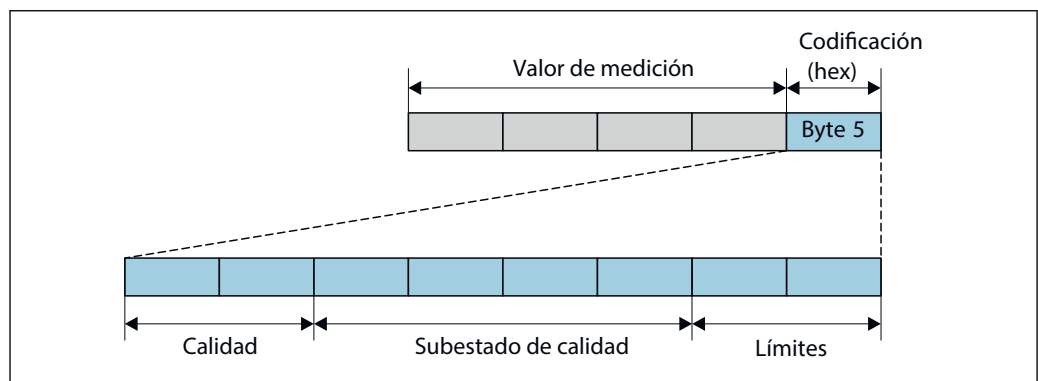 Codificación
(hex)
Valor de medición
Byte 5
Calidad
Subestado de calidad
Límites